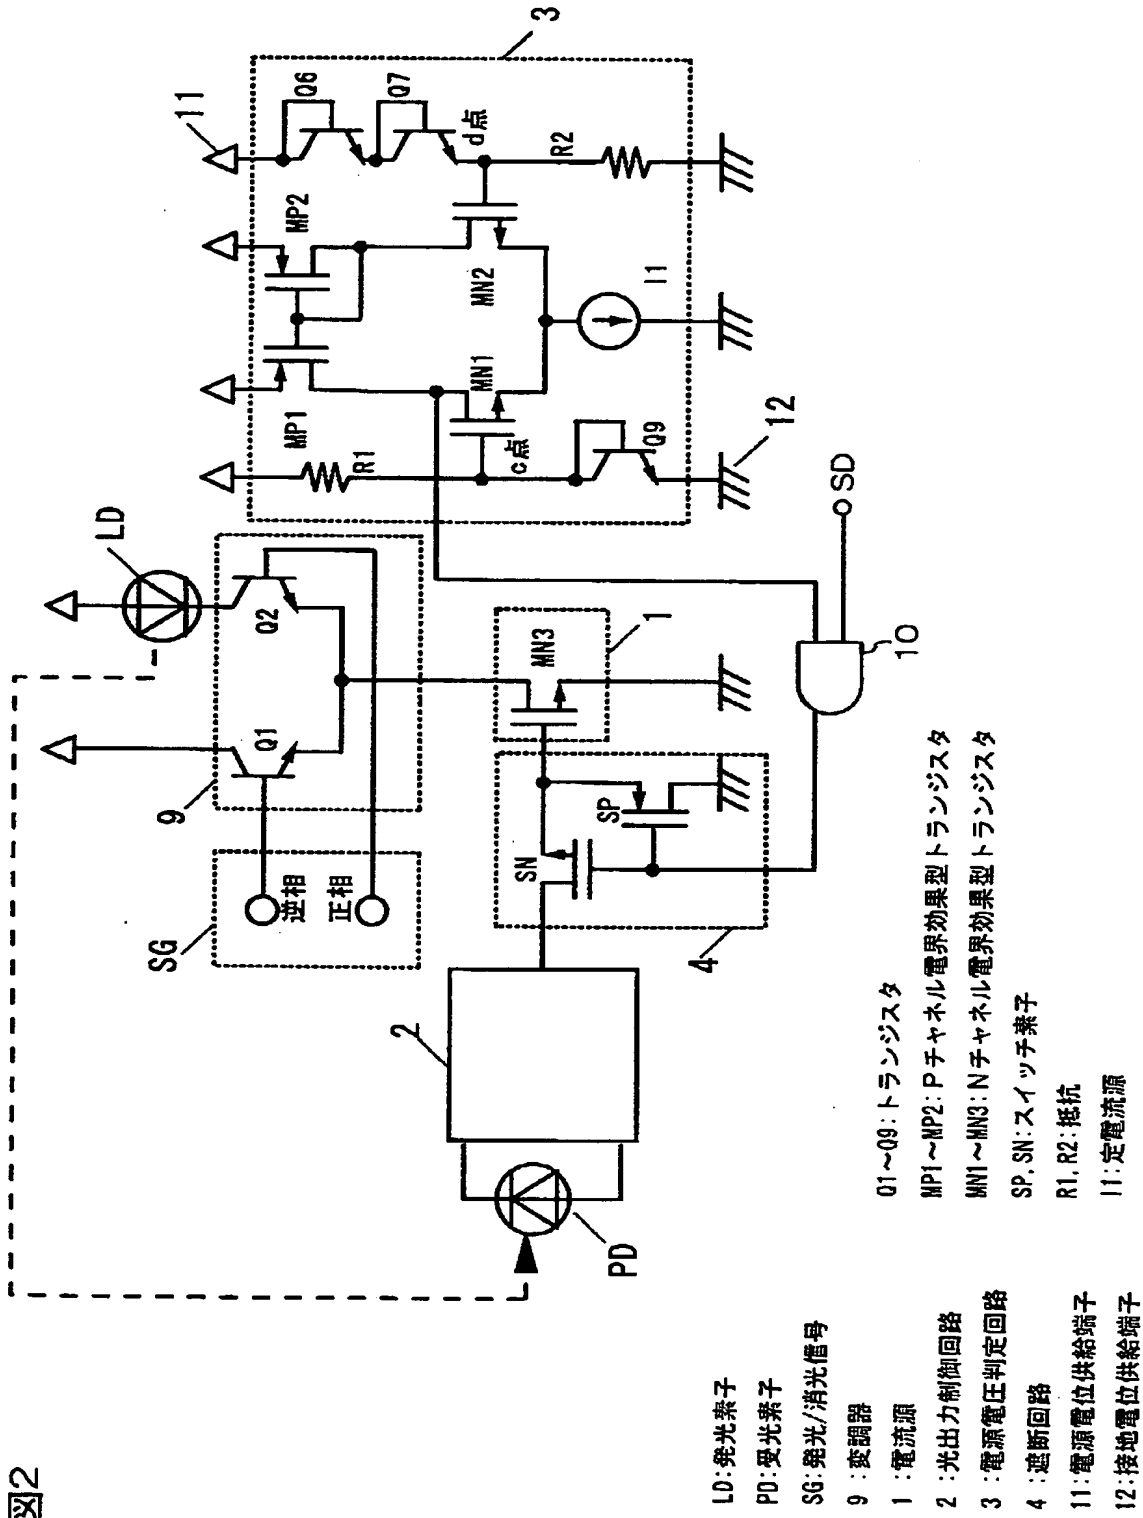 図2
LD
11
Q6
Q7
3
MP2
MP1
d点
R2
MN2
MN1
I1
R1
c点
Q9
12
SD
10
9
Q1
Q2
SG
逆相
正相
MN3
1
SN
SP
4
2
PD
LD:発光素子
PD:受光素子
SG:発光/消光信号
9:変調器
1:電流源
2:光出力制御回路
3:電源電圧判定回路
4:遮断回路
11:電源電位供給端子
12:接地電位供給端子
Q1~Q9:トランジスタ
MP1~MP2:Pチャネル電界効果型トランジスタ
MN1~MN3:Nチャネル電界効果型トランジスタ
SP,SN:スイッチ素子
R1,R2:抵抗
I1:定電流源